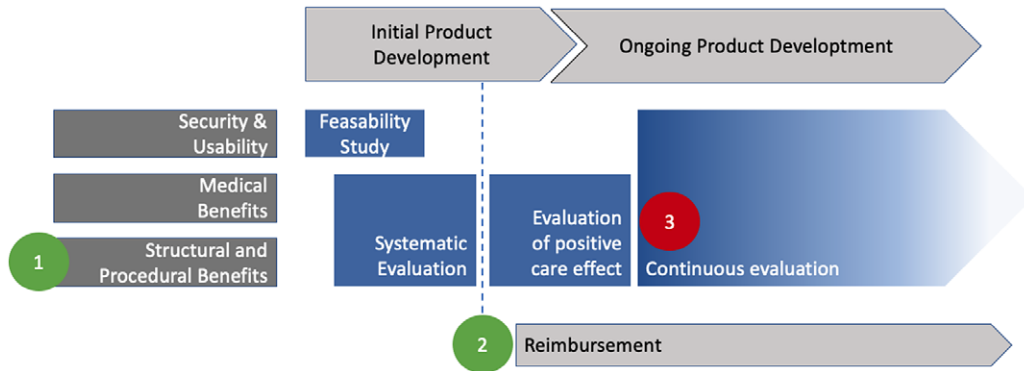 Initial Product
Development
Ongoing Product Developtment
Security &
Usability
Feasability
Study
Medical
Benefits
1
Structural and
Procedural Benefits
Systematic
Evaluation
Evaluation
of positive
care effect
3
Continuous evaluation
2
Reimbursement